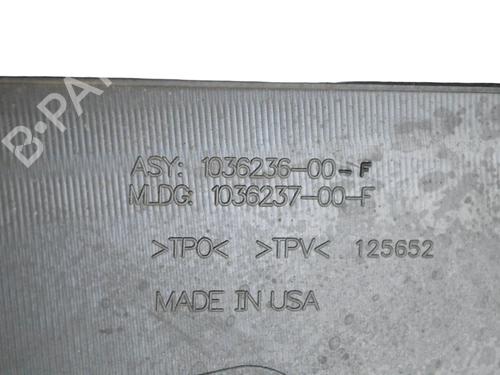 B-PA
ASY: 1036236-00-F
MLDG: 1036237-00-F
>TPO< >TPV< 125652
MADE IN USA